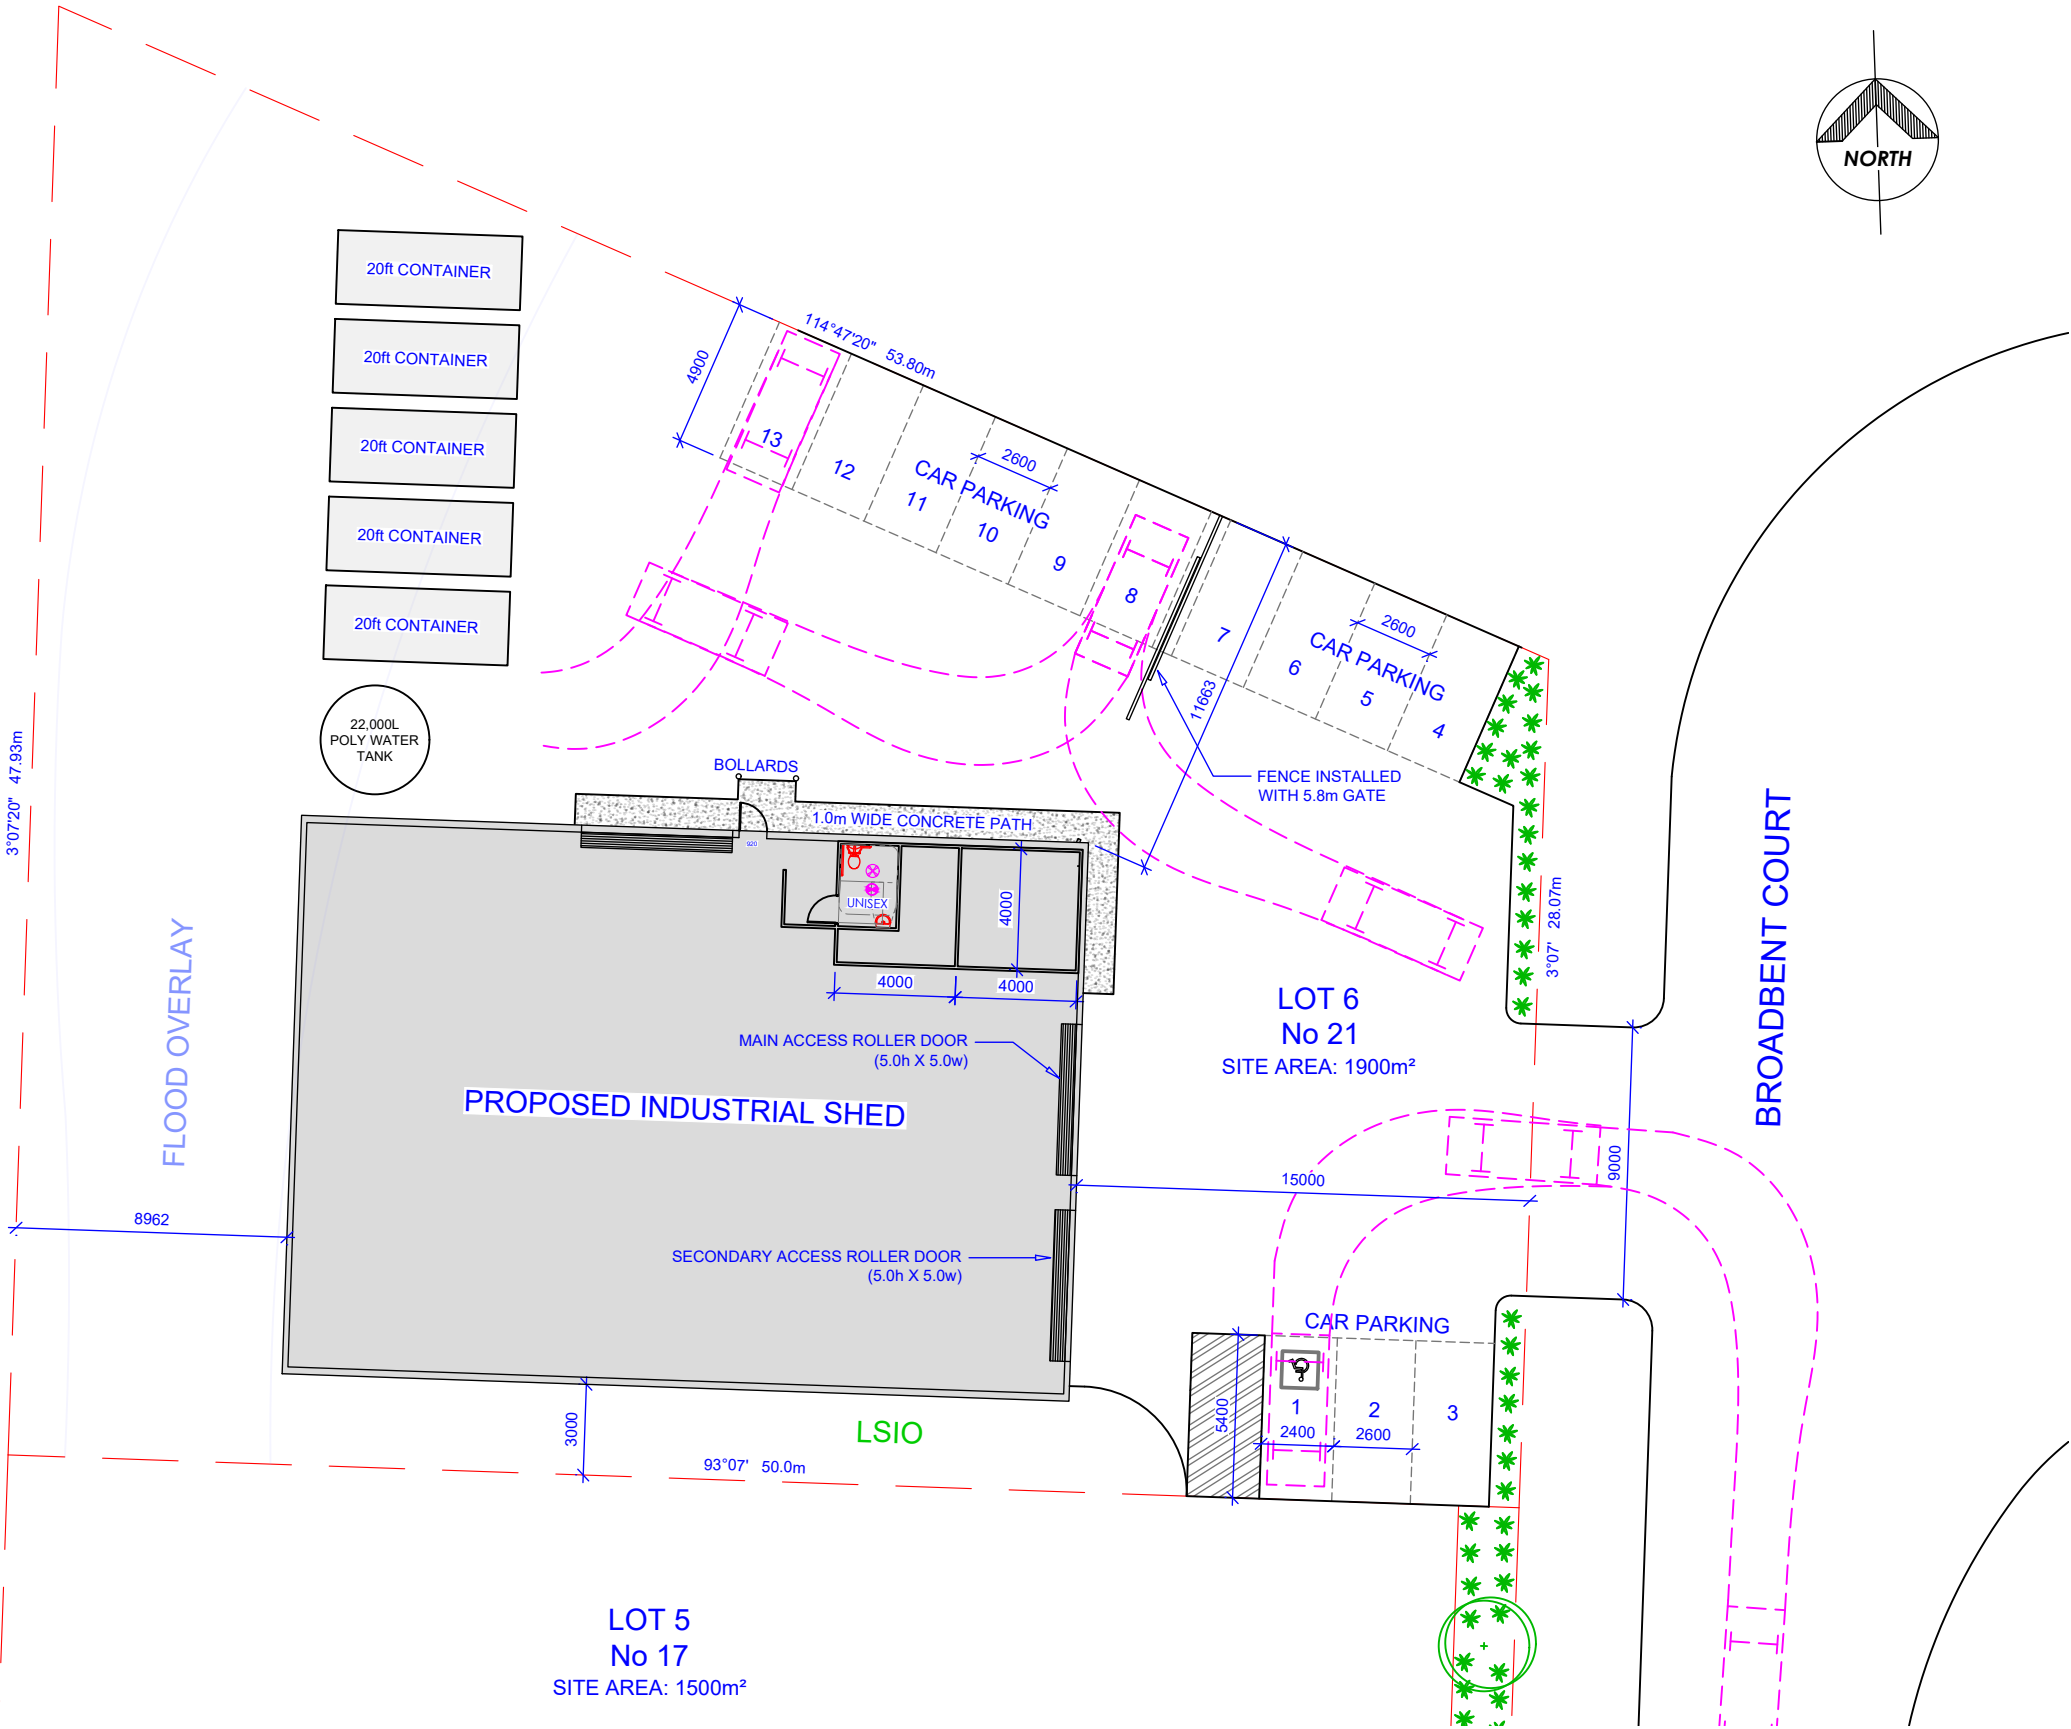 NORTH
20ft CONTAINER
20ft CONTAINER
20ft CONTAINER
20ft CONTAINER
20ft CONTAINER
22,000L
POLY WATER
TANK
114°47'20" 53.80m
4900
13
12
11
10
9
8
CAR PARKING
2600
7
6
5
4
CAR PARKING
2600
11663
FENCE INSTALLED
WITH 5.8m GATE
3°07'20" 47.93m
BOLLARDS
1.0m WIDE CONCRETE PATH
920
UNISEX
4000
4000
4000
MAIN ACCESS ROLLER DOOR
(5.0h X 5.0w)
PROPOSED INDUSTRIAL SHED
SECONDARY ACCESS ROLLER DOOR
(5.0h X 5.0w)
FLOOD OVERLAY
8962
LOT 6
No 21
SITE AREA: 1900m²
3°07' 28.07m
BROADBENT COURT
15000
9000
CAR PARKING
5400
1
2
3
2400
2600
3000
LSIO
93°07' 50.0m
LOT 5
No 17
SITE AREA: 1500m²